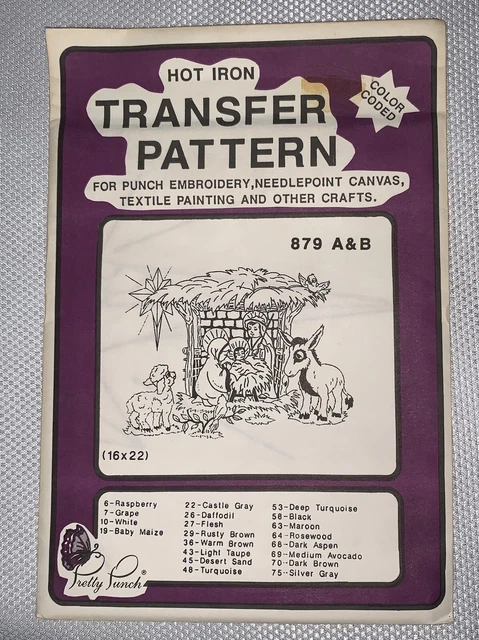 HOT IRON
TRANSFER
PATTERN
COLOR
CODED
FOR PUNCH EMBROIDERY,NEEDLEPOINT CANVAS,
TEXTILE PAINTING AND OTHER CRAFTS.
879 A&B
(16x22)
6-Raspberry
7-Grape
10-White
19-Baby Maize
22-Castle Gray
26-Daffodil
27-Flesh
29-Rusty Brown
36-Warm Brown
43-Light Taupe
45-Desert Sand
48-Turquoise
53-Deep Turquoise
58-Black
63-Maroon
64-Rosewood
68-Dark Aspen
69-Medium Avocado
70-Dark Brown
75-Silver Gray
Pretty Punch®